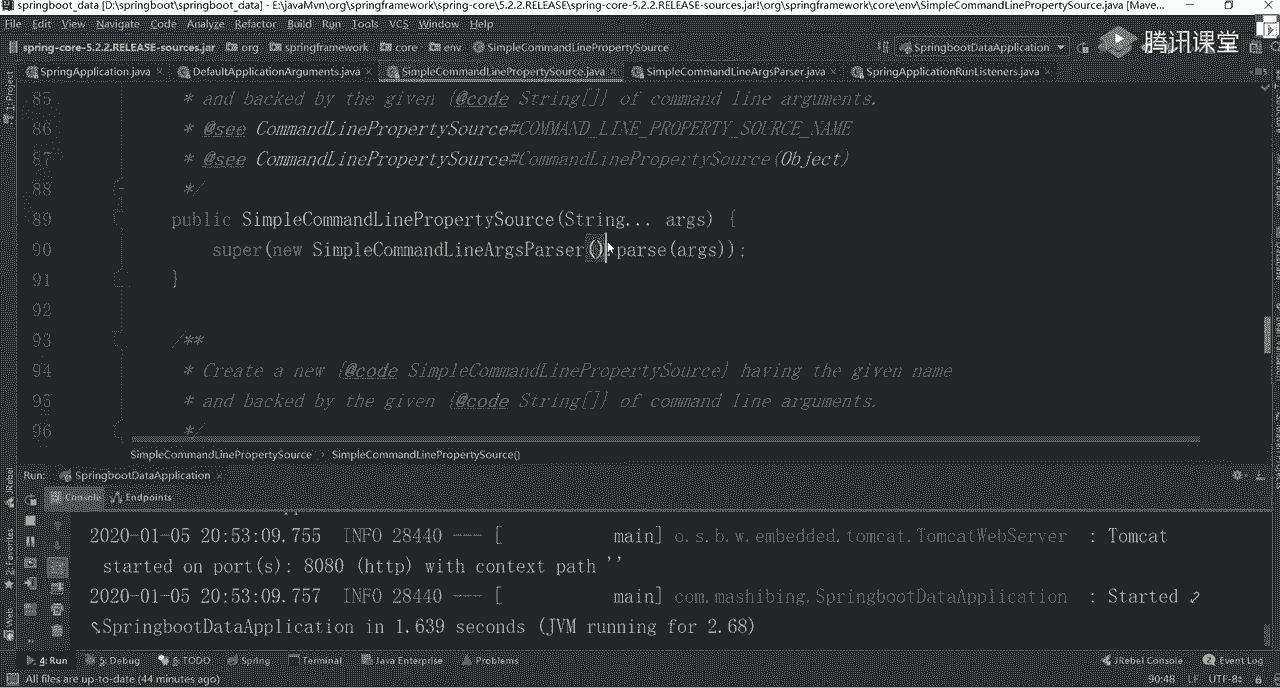 springboot_data [D:\springboot\springboot_data] - E:\javaMvn\org\springframework\spring-core\5.2.2.RELEASE\spring-core-5.2.2.RELEASE-sources.jar!\org\springframework\core\env\SimpleCommandLinePropertySource.java [Mave...
File Edit View Navigate Code Analyze Refactor Build Run Tools VCS Window Help
spring-core-5.2.2.RELEASE-sources.jar org springframework core env SimpleCommandLinePropertySource SpringbootDataApplication 腾讯课堂
SpringApplication.java DefaultApplicationArguments.java SimpleCommandLinePropertySource.java SimpleCommandLineArgsParser.java SpringApplicationRunListeners.java
1: Project
85 * and backed by the given {@code String[]} of command line arguments.
86 * @see CommandLinePropertySource#COMMAND_LINE_PROPERTY_SOURCE_NAME
87 * @see CommandLinePropertySource#CommandLinePropertySource(Object)
88 */
89 public SimpleCommandLinePropertySource(String... args) {
90 super(new SimpleCommandLineArgsParser().parse(args));
91 }
92
93 /**
94 * Create a new {@code SimpleCommandLinePropertySource} having the given name
95 * and backed by the given {@code String[]} of command line arguments.
96 */
SimpleCommandLinePropertySource SimpleCommandLinePropertySource()
Run: SpringbootDataApplication
Console Endpoints
JRebel
2: Favorites
Web
2020-01-05 20:53:09.755 INFO 28440 --- [ main] o.s.b.w.embedded.tomcat.TomcatWebServer : Tomcat
started on port(s): 8080 (http) with context path ''
2020-01-05 20:53:09.757 INFO 28440 --- [ main] com.mashibing.SpringbootDataApplication : Started
SpringbootDataApplication in 1.639 seconds (JVM running for 2.68)
4: Run 5: Debug 6: TODO Spring Terminal Java Enterprise Problems JRebel Console Event Log
All files are up-to-date (44 minutes ago) 90:48 LF UTF-8